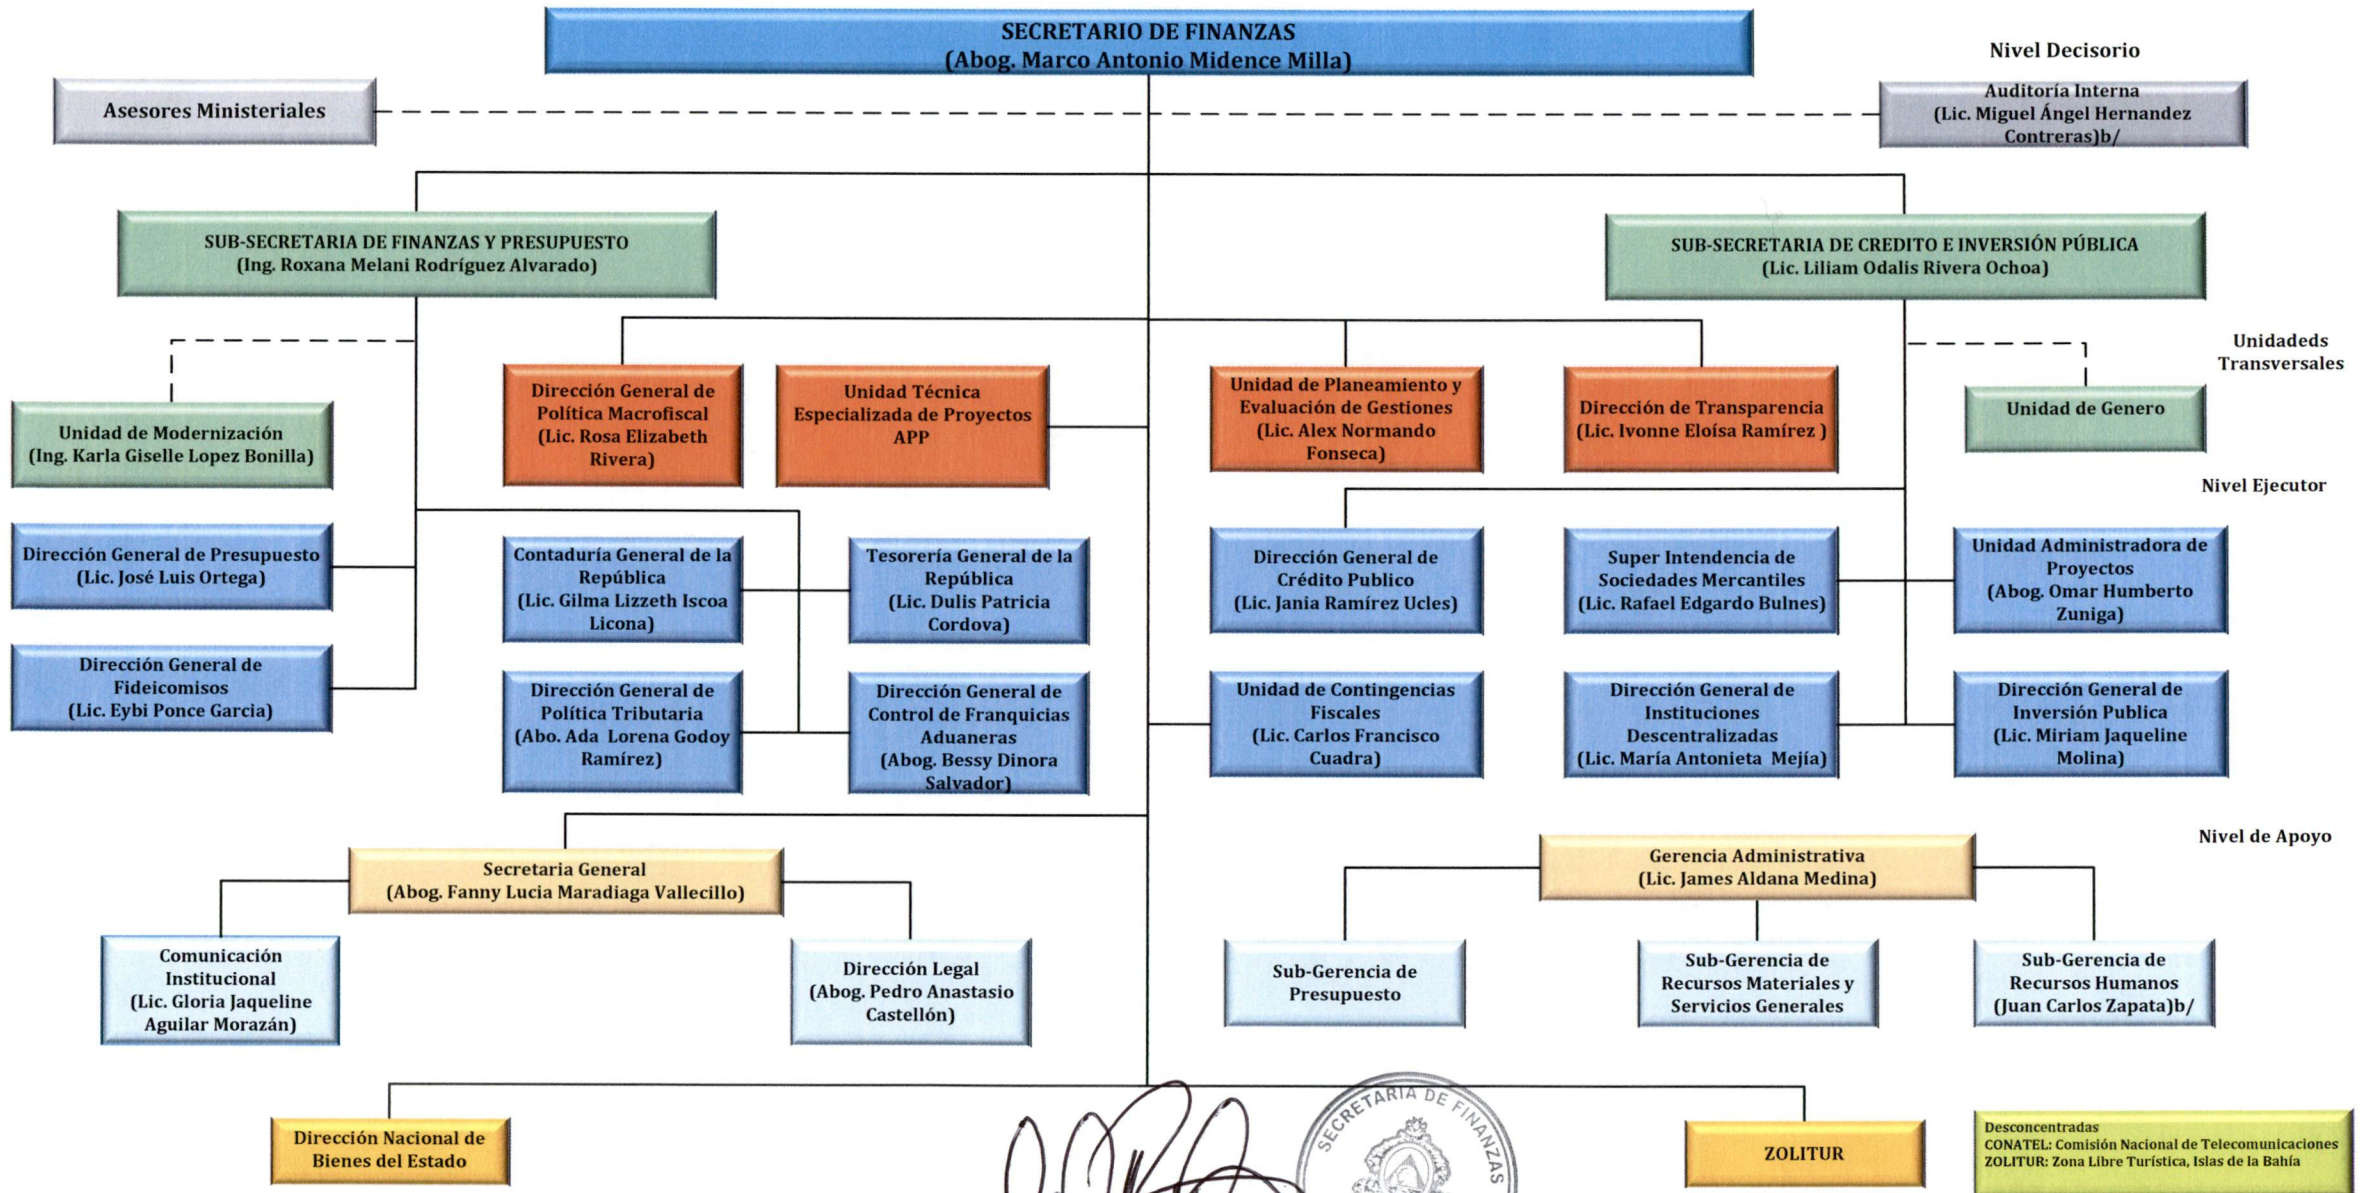 SECRETARIO DE FINANZAS
(Abog. Marco Antonio Midence Milla)
Nivel Decisorio
Asesores Ministeriales
Auditoría Interna
(Lic. Miguel Ángel Hernandez
Contreras)b/
SUB-SECRETARIA DE FINANZAS Y PRESUPUESTO
(Ing. Roxana Melani Rodríguez Alvarado)
SUB-SECRETARIA DE CREDITO E INVERSIÓN PÚBLICA
(Lic. Liliam Odalis Rivera Ochoa)
Unidadeds
Transversales
Unidad de Modernización
(Ing. Karla Giselle Lopez Bonilla)
Dirección General de
Política Macrofiscal
(Lic. Rosa Elizabeth
Rivera)
Unidad Técnica
Especializada de Proyectos
APP
Unidad de Planeamiento y
Evaluación de Gestiones
(Lic. Alex Normando
Fonseca)
Dirección de Transparencia
(Lic. Ivonne Eloísa Ramírez )
Unidad de Genero
Nivel Ejecutor
Dirección General de Presupuesto
(Lic. José Luis Ortega)
Contaduría General de la
República
(Lic. Gilma Lizzeth Iscoa
Licona)
Tesorería General de la
República
(Lic. Dulis Patricia
Cordova)
Dirección General de
Crédito Publico
(Lic. Jania Ramírez Ucles)
Super Intendencia de
Sociedades Mercantiles
(Lic. Rafael Edgardo Bulnes)
Unidad Administradora de
Proyectos
(Abog. Omar Humberto
Zuniga)
Dirección General de
Fideicomisos
(Lic. Eybi Ponce Garcia)
Dirección General de
Política Tributaria
(Abo. Ada Lorena Godoy
Ramírez)
Dirección General de
Control de Franquicias
Aduaneras
(Abog. Bessy Dinora
Salvador)
Unidad de Contingencias
Fiscales
(Lic. Carlos Francisco
Cuadra)
Dirección General de
Instituciones
Descentralizadas
(Lic. María Antonieta Mejía)
Dirección General de
Inversión Publica
(Lic. Miriam Jaqueline
Molina)
Nivel de Apoyo
Secretaria General
(Abog. Fanny Lucia Maradiaga Vallecillo)
Gerencia Administrativa
(Lic. James Aldana Medina)
Comunicación
Institucional
(Lic. Gloria Jaqueline
Aguilar Morazán)
Dirección Legal
(Abog. Pedro Anastasio
Castellón)
Sub-Gerencia de
Presupuesto
Sub-Gerencia de
Recursos Materiales y
Servicios Generales
Sub-Gerencia de
Recursos Humanos
(Juan Carlos Zapata)b/
Dirección Nacional de
Bienes del Estado
SECRETARIA DE FINANZAS
ZOLITUR
Desconcentradas
CONATEL: Comisión Nacional de Telecomunicaciones
ZOLITUR: Zona Libre Turística, Islas de la Bahía